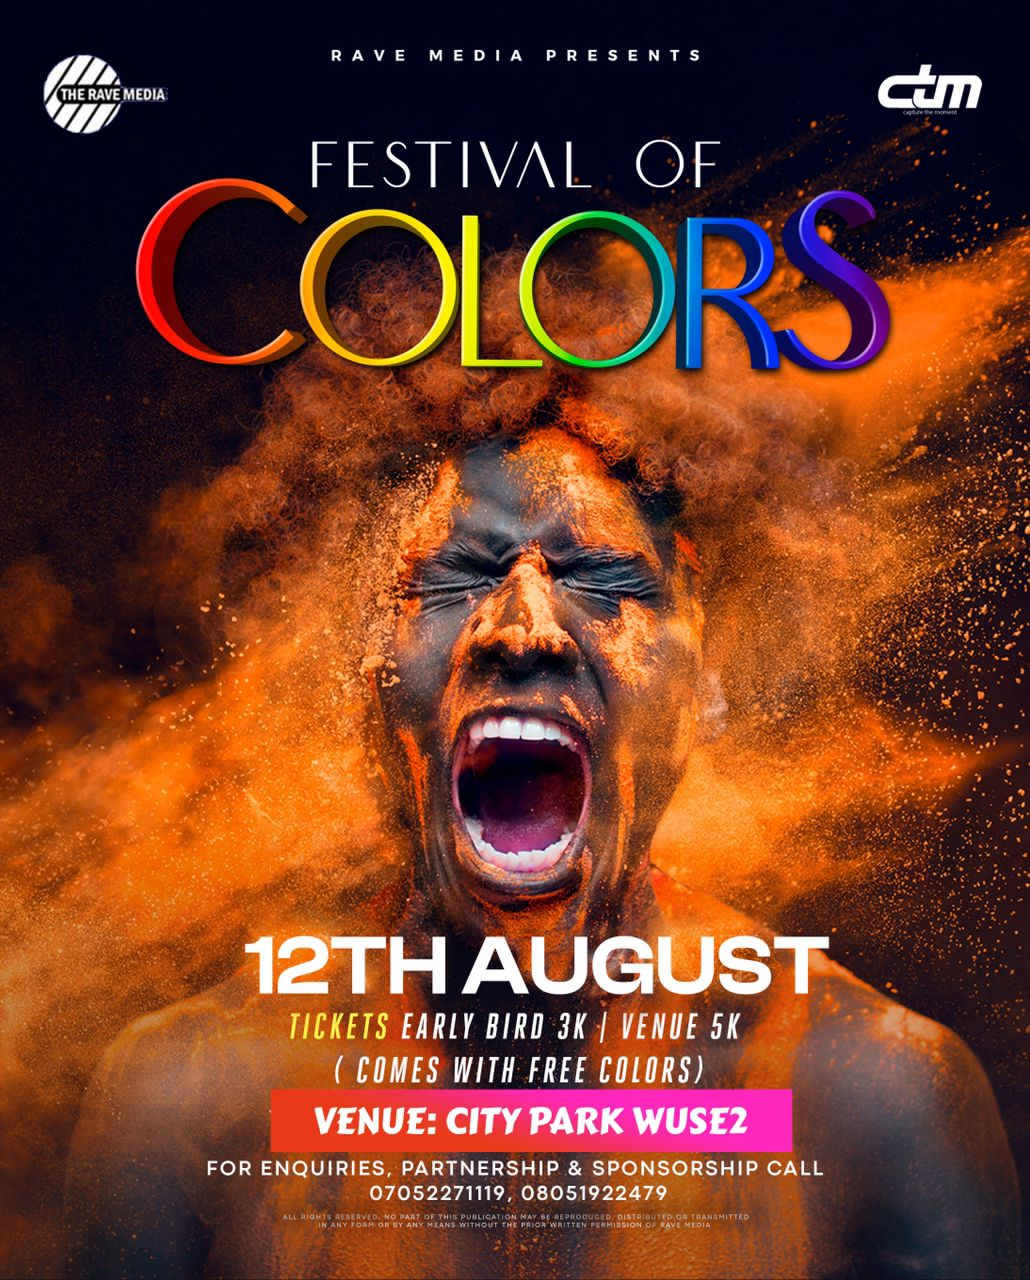 RAVE MEDIA PRESENTS
THE RAVE MEDIA
ctm
capture the moment
FESTIVAL OF
COLORS
12TH AUGUST
TICKETS EARLY BIRD 3K | VENUE 5K
( COMES WITH FREE COLORS)
VENUE: CITY PARK WUSE2
FOR ENQUIRIES, PARTNERSHIP & SPONSORSHIP CALL
07052271119, 08051922479
ALL RIGHTS RESERVED. NO PART OF THIS PUBLICATION MAY BE REPRODUCED, DISTRIBUTED OR TRANSMITTED
IN ANY FORM OR BY ANY MEANS WITHOUT THE PRIOR WRITTEN PERMISSION OF RAVE MEDIA